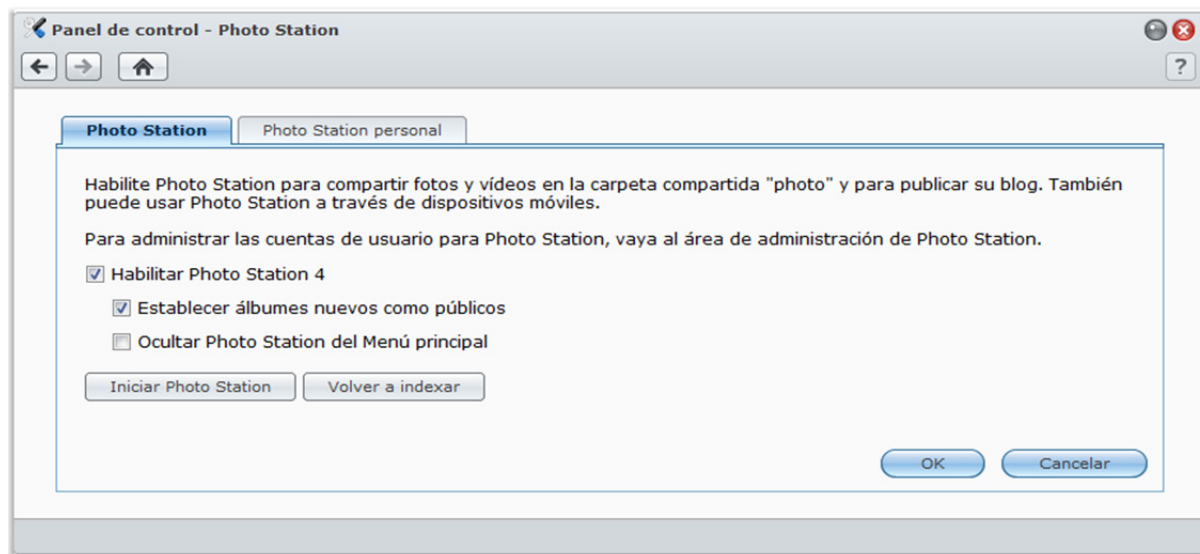 Panel de control - Photo Station
?
Photo Station
Photo Station personal
Habilite Photo Station para compartir fotos y vídeos en la carpeta compartida "photo" y para publicar su blog. También
puede usar Photo Station a través de dispositivos móviles.
Para administrar las cuentas de usuario para Photo Station, vaya al área de administración de Photo Station.
Habilitar Photo Station 4
Establecer álbumes nuevos como públicos
Ocultar Photo Station del Menú principal
Iniciar Photo Station
Volver a indexar
OK
Cancelar